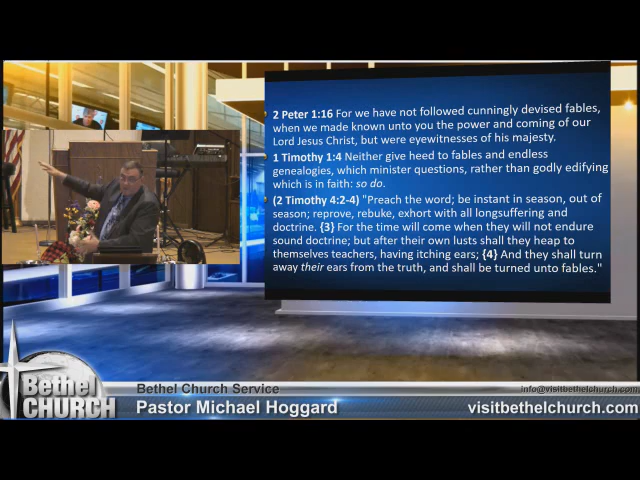 2 Peter 1:16 For we have not followed cunningly devised fables,
when we made known unto you the power and coming of our
Lord Jesus Christ, but were eyewitnesses of his majesty.
1 Timothy 1:4 Neither give heed to fables and endless
genealogies, which minister questions, rather than godly edifying
which is in faith: so do.
(2 Timothy 4:2-4) "Preach the word; be instant in season, out of
season; reprove, rebuke, exhort with all longsuffering and
doctrine. {3} For the time will come when they will not endure
sound doctrine; but after their own lusts shall they heap to
themselves teachers, having itching ears; {4} And they shall turn
away their ears from the truth, and shall be turned unto fables."
Bethel
CHURCH
Bethel Church Service
info@visitbethelchurch.com
Pastor Michael Hoggard
visitbethelchurch.com